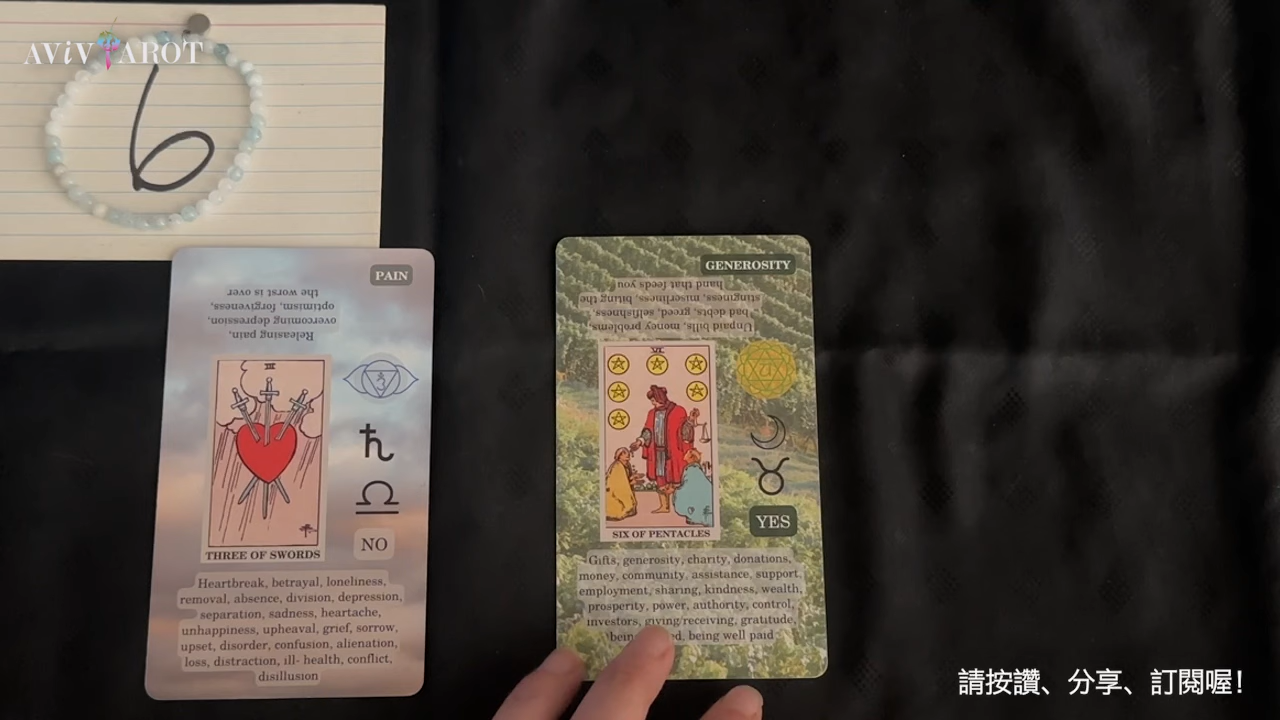 AViV TAROT
6
PAIN
Releasing pain,
overcoming depression,
optimism, forgiveness,
the worst is over
III
NO
THREE OF SWORDS
Heartbreak, betrayal, loneliness,
removal, absence, division, depression,
separation, sadness, heartache,
unhappiness, upheaval, grief, sorrow,
upset, disorder, confusion, alienation,
loss, distraction, ill- health, conflict,
disillusion
GENEROSITY
Unpaid bills, money problems,
bad debts, greed, selfishness,
stinginess, miserliness, biting the
hand that feeds you
VI
YES
SIX OF PENTACLES
Gifts, generosity, charity, donations,
money, community, assistance, support,
employment, sharing, kindness, wealth,
prosperity, power, authority, control,
investors, giving/receiving, gratitude,
being well paid
請按讚、分享、訂閱喔！